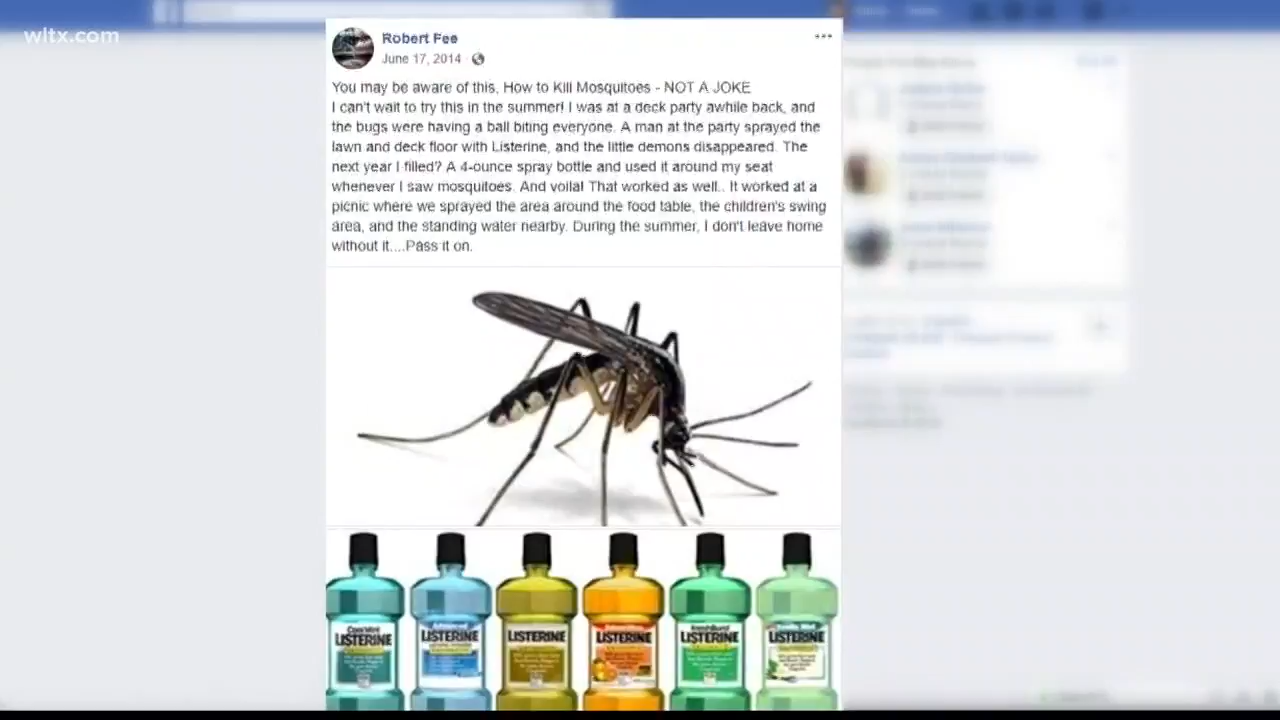 wltx.com
Robert Fee
June 17, 2014
You may be aware of this, How to Kill Mosquitoes - NOT A JOKE
I can't wait to try this in the summer! I was at a deck party awhile back, and
the bugs were having a ball biting everyone. A man at the party sprayed the
lawn and deck floor with Listerine, and the little demons disappeared. The
next year I filled? A 4-ounce spray bottle and used it around my seat
whenever I saw mosquitoes. And voila! That worked as well.. It worked at a
picnic where we sprayed the area around the food table, the children's swing
area, and the standing water nearby. During the summer, I don't leave home
without it....Pass it on.
CoolMint Advanced FreshBurst
LISTERINE LISTERINE LISTERINE LISTERINE LISTERINE LISTERINE